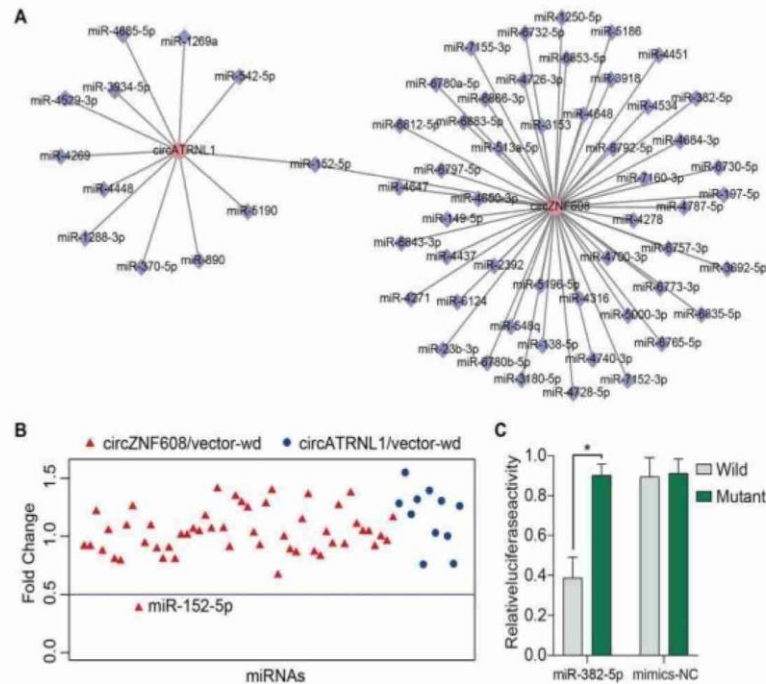 A
miR-4685-5p
miR-1269a
miR-3934-5p
miR-542-5p
miR-4529-3p
circATRNL1
miR-4269
miR-152-5p
miR-4448
miR-5190
miR-1288-3p
miR-370-5p
miR-890
miR-1250-5p
miR-6732-5p
miR-5186
miR-7155-3p
miR-6853-5p
miR-4451
miR-6780a-5p
miR-4726-3p
miR-3918
miR-6866-3p
miR-4534
miR-382-5p
miR-4648
miR-6812-5p
miR-6883-5p
miR-3153
miR-4684-3p
miR-513a-5p
miR-6792-5p
miR-6797-5p
miR-6730-5p
miR-7160-3p
miR-4647
miR-4650-3p
miR-197-5p
circZNF608
miR-4787-5p
miR-149-5p
miR-4278
miR-6843-3p
miR-4437
miR-4700-3p
miR-6757-3p
miR-2392
miR-3692-5p
miR-5196-5p
miR-6773-3p
miR-4271
miR-6124
miR-4316
miR-5000-3p
miR-6835-5p
miR-548q
miR-23b-3p
miR-138-5p
miR-6765-5p
miR-6780b-5p
miR-4740-3p
miR-3180-5p
miR-7152-3p
miR-4728-5p
B
circZNF608/vector-wd circATRNL1/vector-wd
Fold Change
1.5
1.0
0.5
0.0
miR-152-5p
miRNAs
C
Relativeluciferaseactivity
1.0
0.8
0.6
0.4
0.2
0.0
*
Wild
Mutant
miR-382-5p mimics-NC